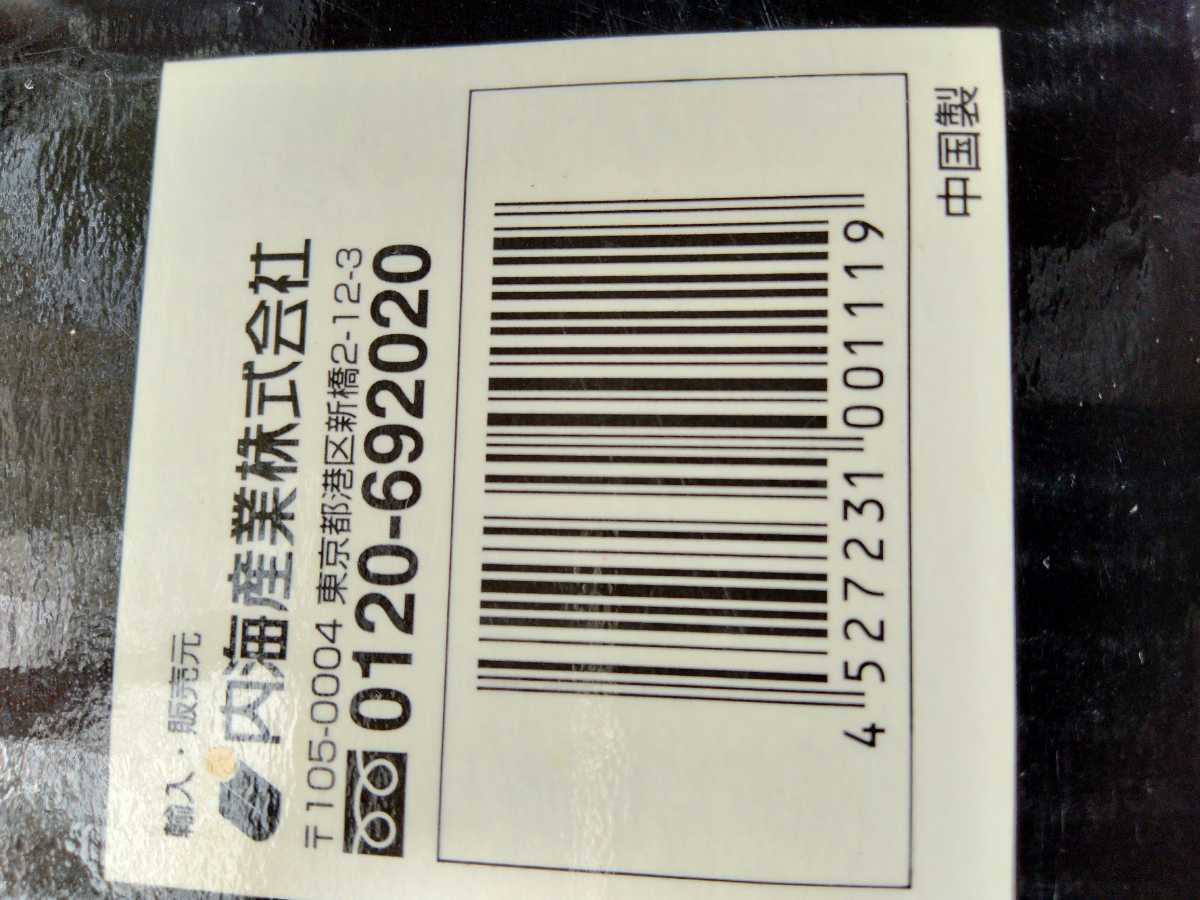 輸入・販売元
内海産業株式会社
〒105-0004 東京都港区新橋2-12-3
0120-692020
4 527231 001119
中国製